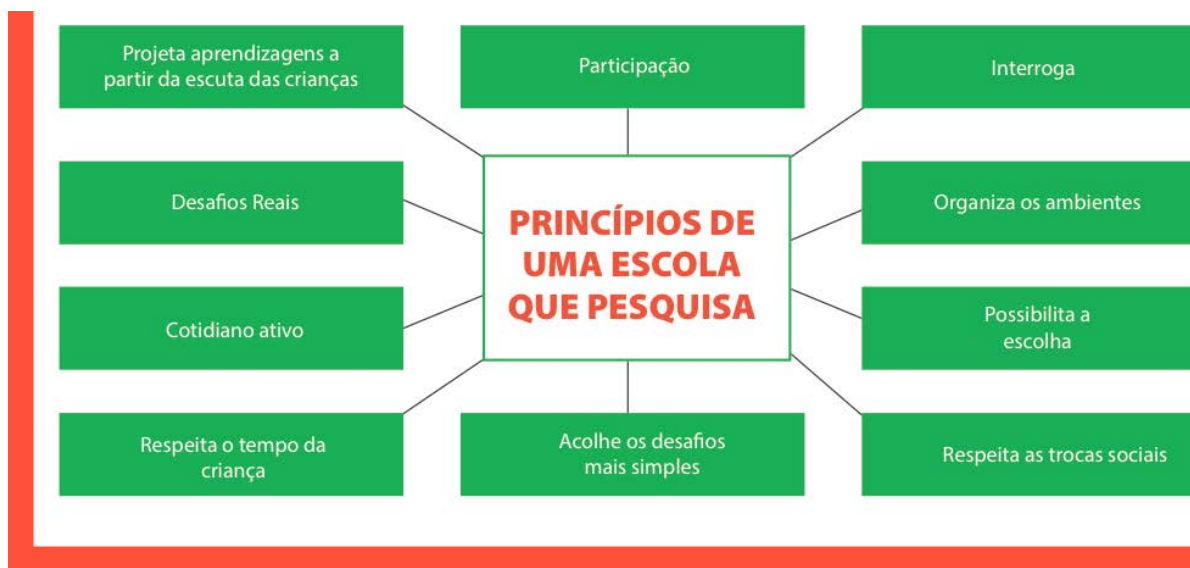 Projeta aprendizagens a
partir da escuta das crianças
Participação
Interroga
Desafios Reais
Organiza os ambientes
PRINCÍPIOS DE
UMA ESCOLA
QUE PESQUISA
Cotidiano ativo
Possibilita a
escolha
Respeita o tempo da
criança
Acolhe os desafios
mais simples
Respeita as trocas sociais